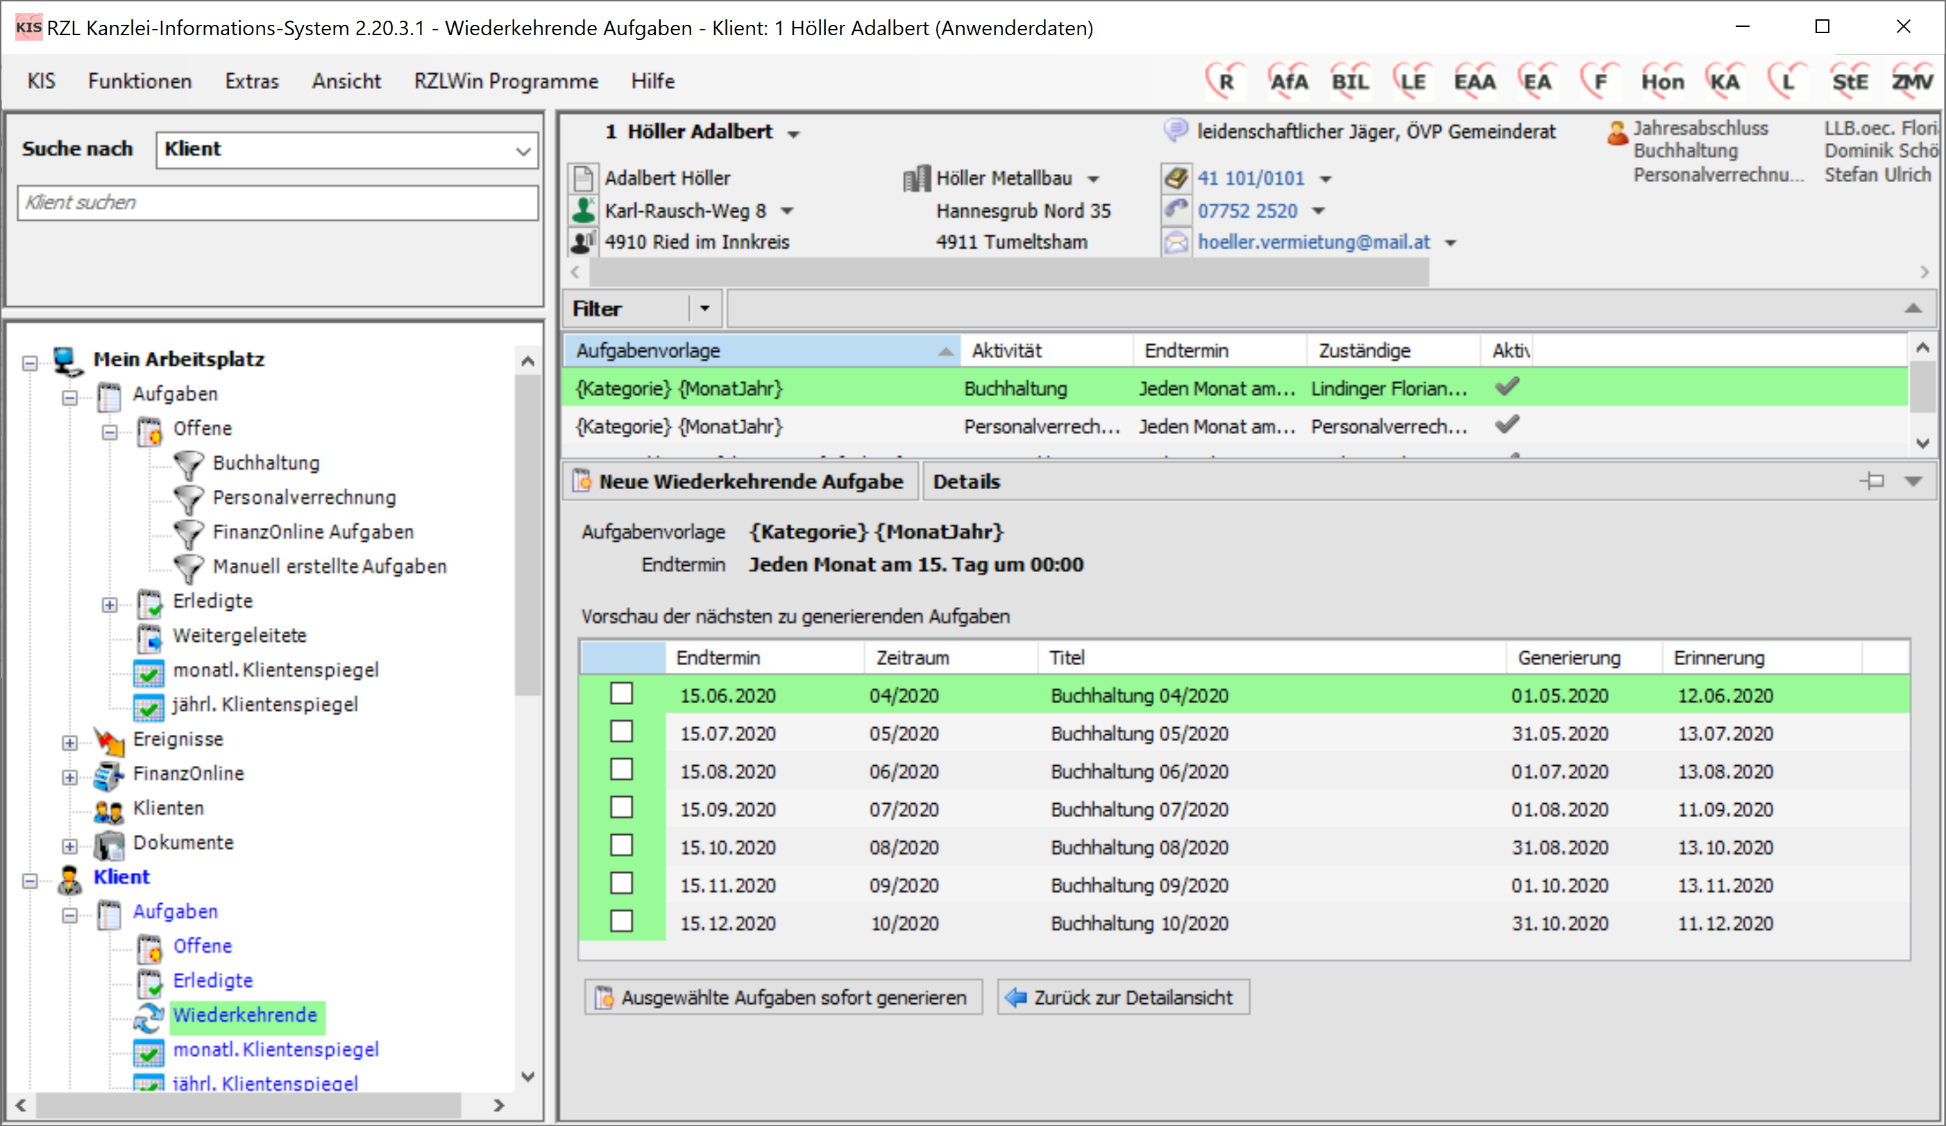 KIS RZL Kanzlei-Informations-System 2.20.3.1 - Wiederkehrende Aufgaben - Klient: 1 Höller Adalbert (Anwenderdaten)
KIS Funktionen Extras Ansicht RZLWin Programme Hilfe R AfA BIL LE EAA EA F Hon KA L StE ZMV
Suche nach Klient
Klient suchen
Mein Arbeitsplatz
Aufgaben
Offene
Buchhaltung
Personalverrechnung
FinanzOnline Aufgaben
Manuell erstellte Aufgaben
Erledigte
Weitergeleitete
monatl. Klientenspiegel
jährl. Klientenspiegel
Ereignisse
FinanzOnline
Klienten
Dokumente
Klient
Aufgaben
Offene
Erledigte
Wiederkehrende
monatl. Klientenspiegel
jährl. Klientenspiegel
1 Höller Adalbert leidenschaftlicher Jäger, ÖVP Gemeinderat Jahresabschluss LLB.oec. Flori
Buchhaltung Dominik Schö
Adalbert Höller Höller Metallbau 41 101/0101 Personalverrechnu... Stefan Ulrich
Karl-Rausch-Weg 8 Hannesgrub Nord 35 07752 2520
4910 Ried im Innkreis 4911 Tumeltsham hoeller.vermietung@mail.at
Filter
Aufgabenvorlage Aktivität Endtermin Zuständige Aktiv
{Kategorie} {MonatJahr} Buchhaltung Jeden Monat am... Lindinger Florian...
{Kategorie} {MonatJahr} Personalverrech... Jeden Monat am... Personalverrech...
Neue Wiederkehrende Aufgabe Details
Aufgabenvorlage {Kategorie} {MonatJahr}
Endtermin Jeden Monat am 15. Tag um 00:00
Vorschau der nächsten zu generierenden Aufgaben
Endtermin Zeitraum Titel Generierung Erinnerung
15.06.2020 04/2020 Buchhaltung 04/2020 01.05.2020 12.06.2020
15.07.2020 05/2020 Buchhaltung 05/2020 31.05.2020 13.07.2020
15.08.2020 06/2020 Buchhaltung 06/2020 01.07.2020 13.08.2020
15.09.2020 07/2020 Buchhaltung 07/2020 01.08.2020 11.09.2020
15.10.2020 08/2020 Buchhaltung 08/2020 31.08.2020 13.10.2020
15.11.2020 09/2020 Buchhaltung 09/2020 01.10.2020 13.11.2020
15.12.2020 10/2020 Buchhaltung 10/2020 31.10.2020 11.12.2020
Ausgewählte Aufgaben sofort generieren Zurück zur Detailansicht